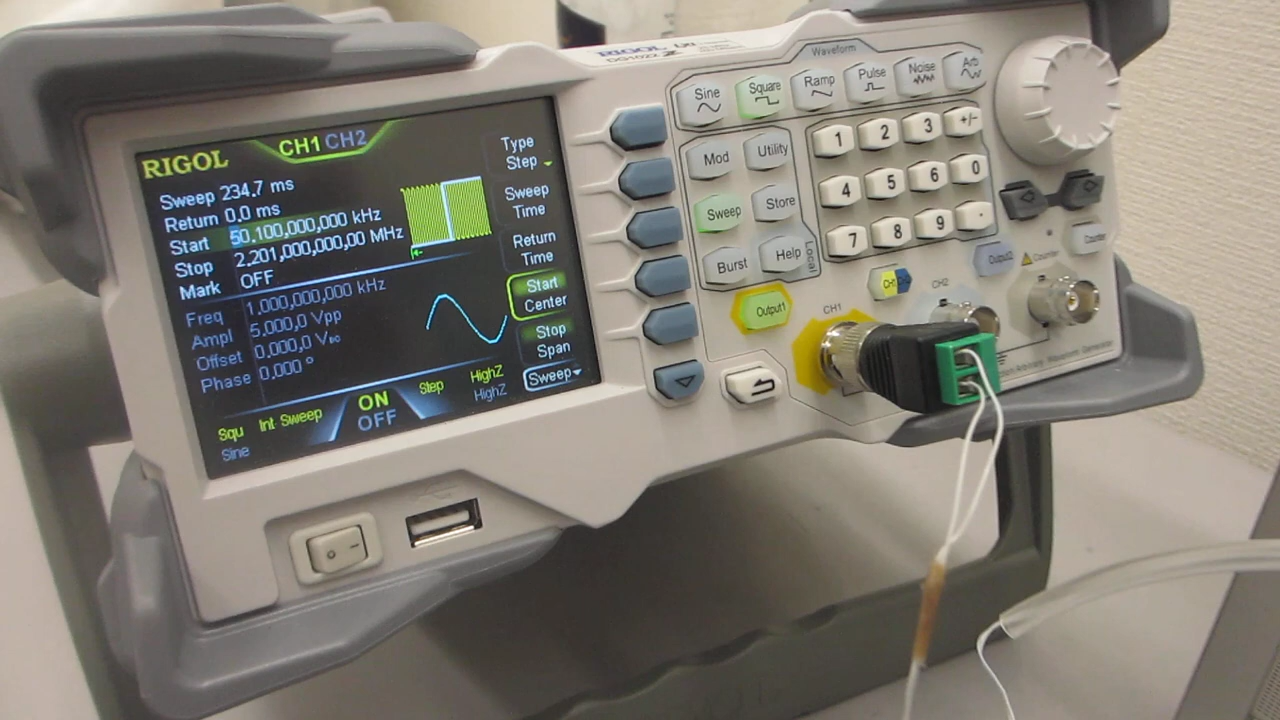 RIGOL
DG1022Z
Waveform
Sine
Square
Ramp
Pulse
Noise
Arb
Mod
Utility
Sweep
Store
Burst
Help
Local
1 2 3 +/-
4 5 6 0
7 8 9 .
Output1
CH1
CH2
Output2
Counter
Counter
CH1 CH2
RIGOL
Sweep 234.7 ms
Return 0.0 ms
Start 50.100,000,000 kHz
Stop 2.201,000,000,00 MHz
Mark OFF
Freq 1.000,000,000 kHz
Ampl 5.000,0 Vpp
Offset 0.000,0 VDC
Phase 0.000 °
Type
Step
Sweep
Time
Return
Time
Start
Center
Stop
Span
Sweep
Squ Int Sweep ON Step HighZ
Sine OFF HighZ
Arbitrary Waveform Generator